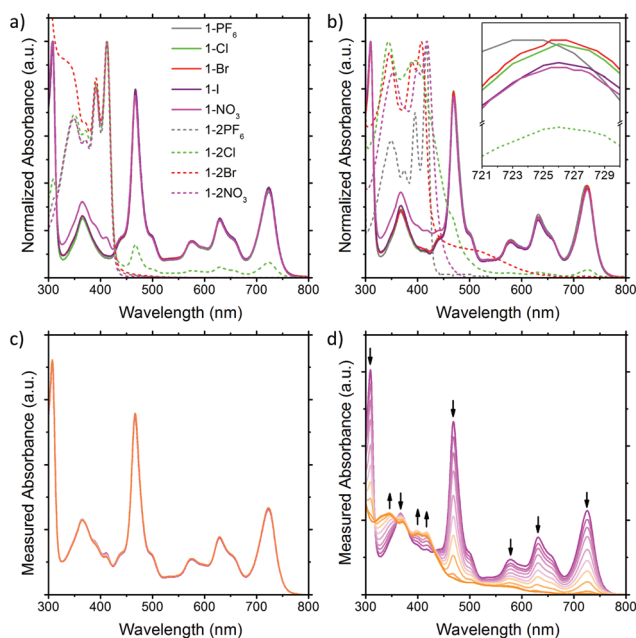 a)
Normalized Absorbance (a.u.)
1-PF₆
1-Cl
1-Br
1-I
1-NO₃
1-2PF₆
1-2Cl
1-2Br
1-2NO₃
300 400 500 600 700 800
Wavelength (nm)
b)
Normalized Absorbance (a.u.)
721 723 725 727 729
300 400 500 600 700 800
Wavelength (nm)
c)
Measured Absorbance (a.u.)
300 400 500 600 700 800
Wavelength (nm)
d)
Measured Absorbance (a.u.)
300 400 500 600 700 800
Wavelength (nm)